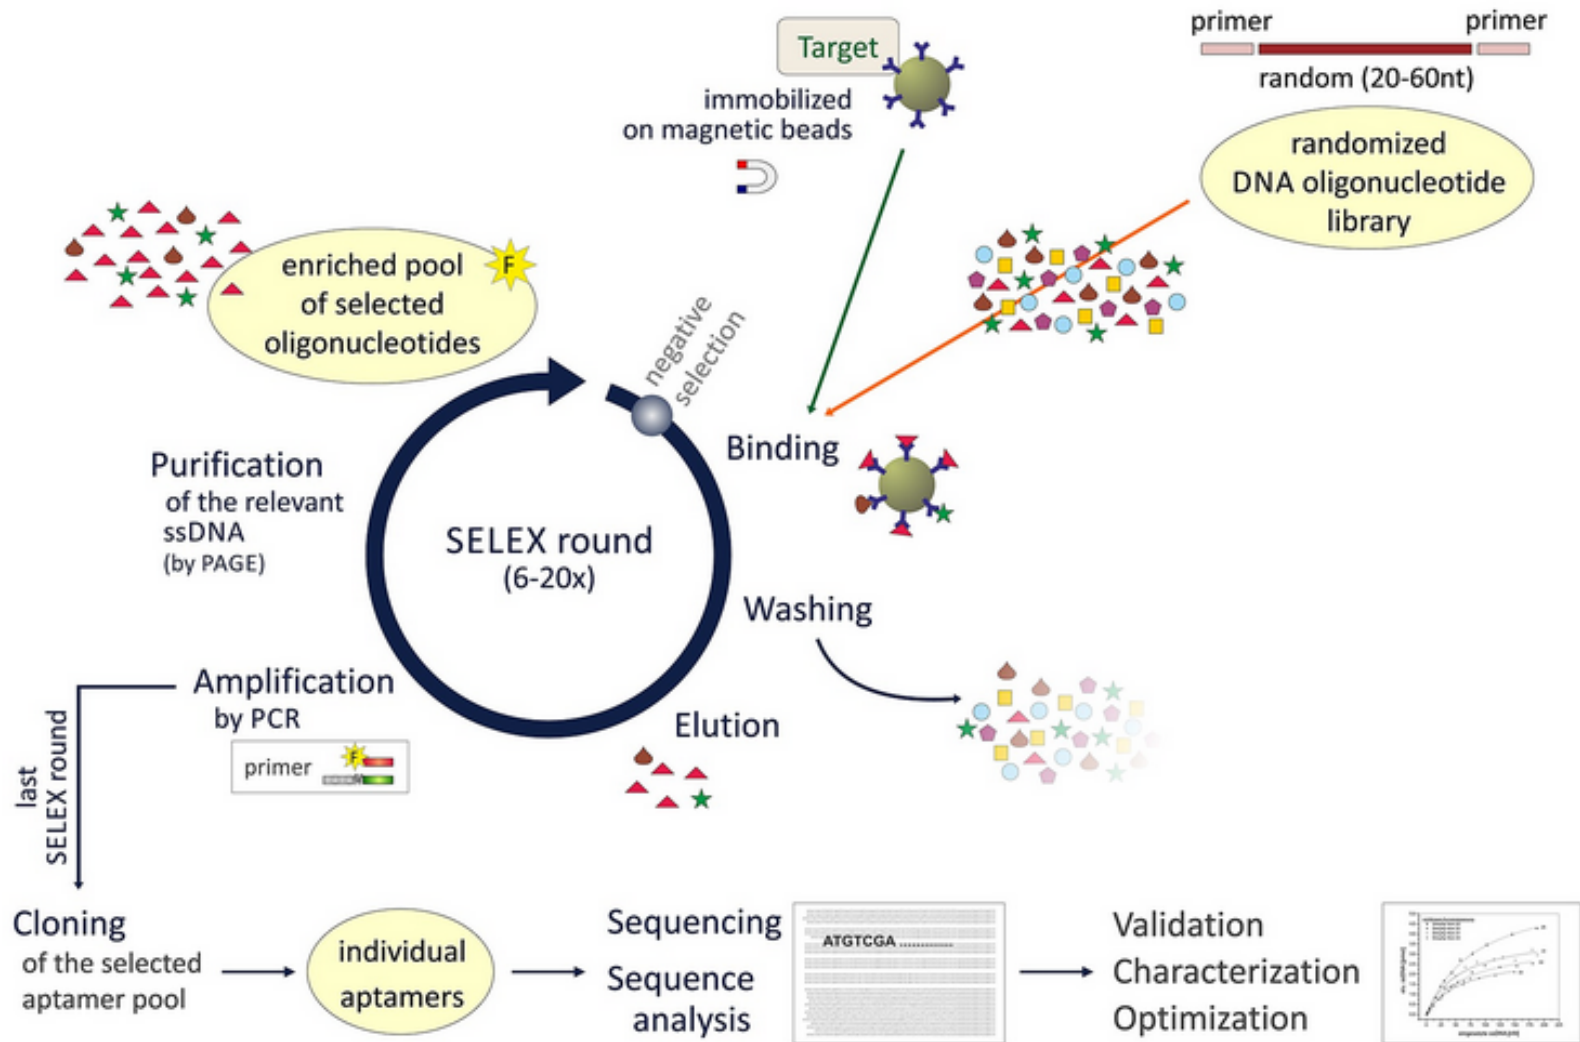 primer
primer
random (20-60nt)
randomized
DNA oligonucleotide
library
Target
immobilized
on magnetic beads
enriched pool
of selected
oligonucleotides
F
negative
selection
Binding
SELEX round
(6-20x)
Washing
Elution
Amplification
by PCR
primer
F
Purification
of the relevant
ssDNA
(by PAGE)
last
SELEX round
Cloning
of the selected
aptamer pool
individual
aptamers
Sequencing
Sequence
analysis
ATGTCGA ............
Validation
Characterization
Optimization